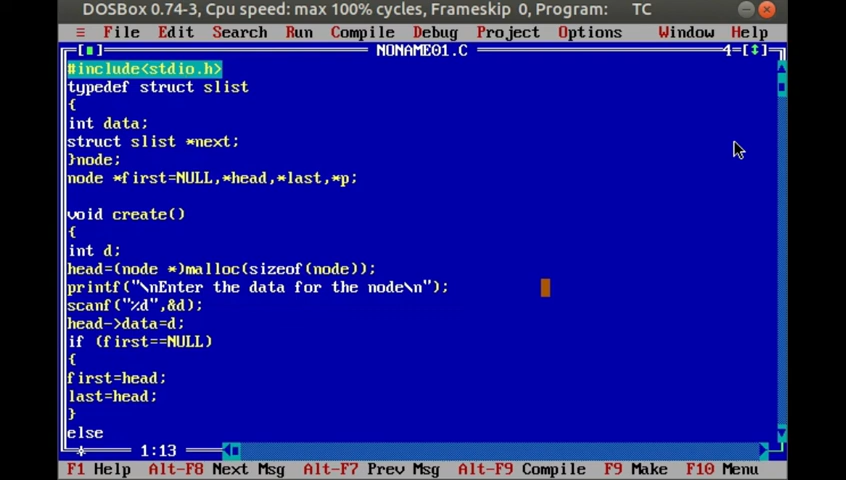 DOSBox 0.74-3, Cpu speed: max 100% cycles, Frameskip 0, Program: TC
≡ File Edit Search Run Compile Debug Project Options Window Help
[■] NONAME01.C 4=[↕]
#include<stdio.h>
typedef struct slist
{
int data;
struct slist *next;
}node;
node *first=NULL,*head,*last,*p;
void create()
{
int d;
head=(node *)malloc(sizeof(node));
printf("\nEnter the data for the node\n");
scanf("%d",&d);
head->data=d;
if (first==NULL)
{
first=head;
last=head;
}
else
1:13
F1 Help Alt-F8 Next Msg Alt-F7 Prev Msg Alt-F9 Compile F9 Make F10 Menu